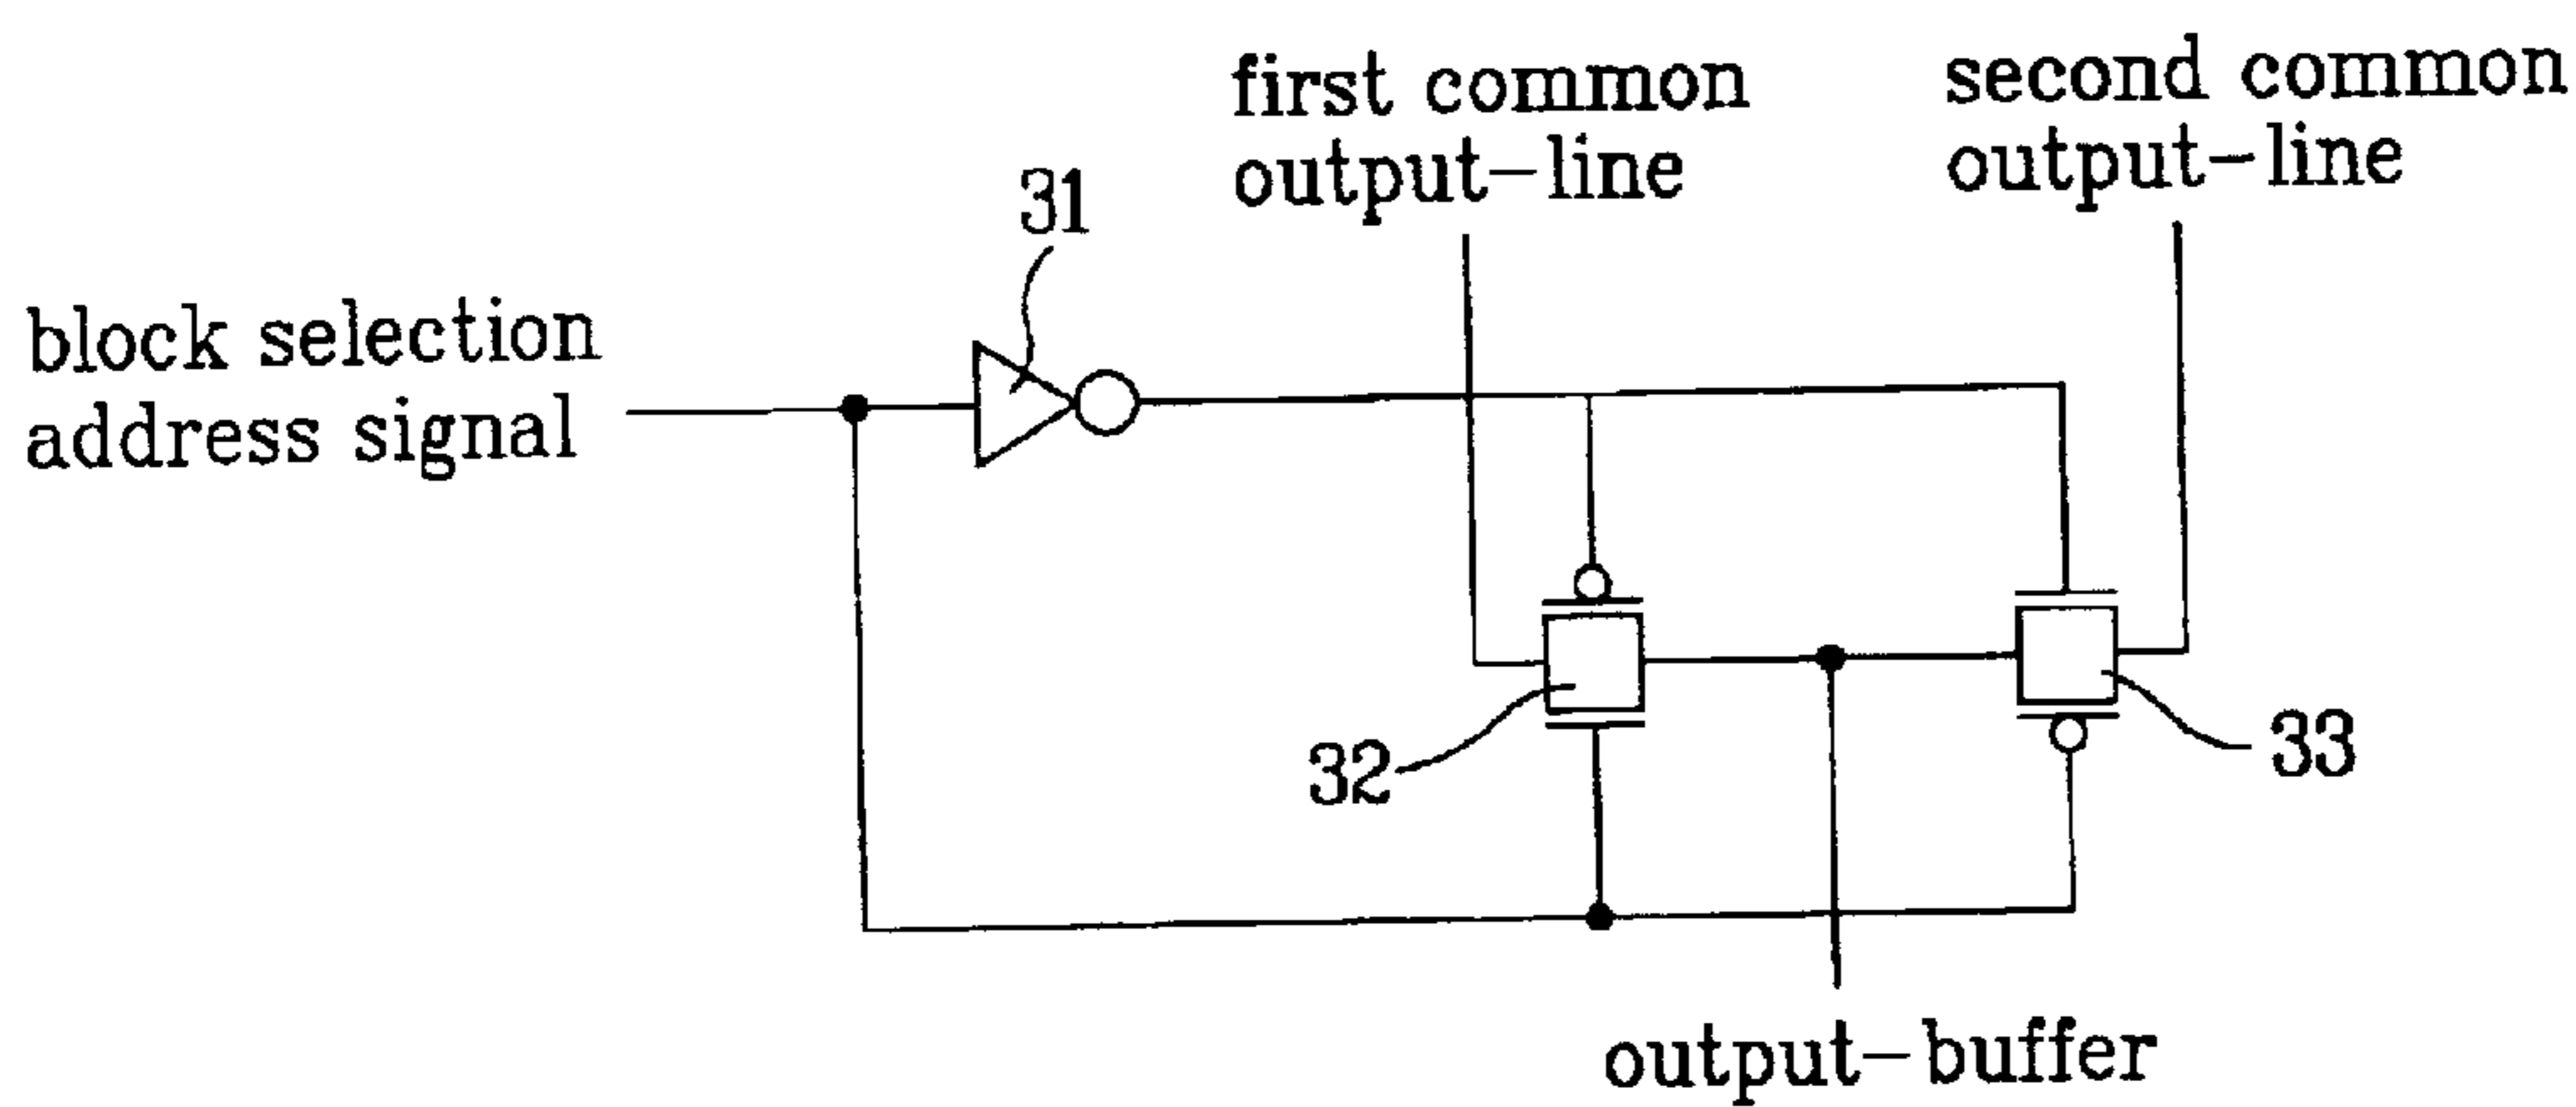 first common
output-line
second common
output-line
31
block selection
address signal
32
33
output-buffer